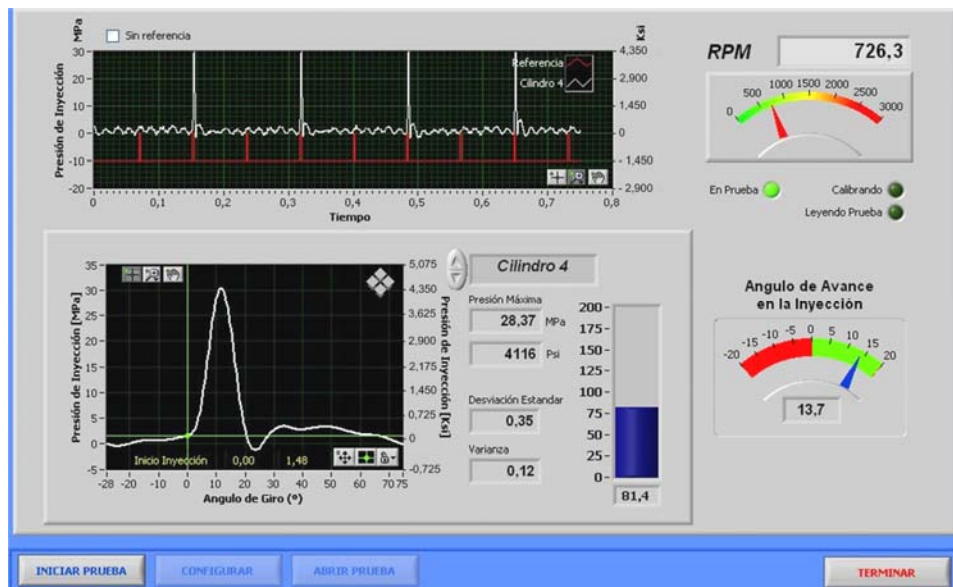 MPa
Sin referencia
Ksi
Presión de Inyección
30
20
10
0
-10
-20
4,350
2,900
1,450
0
- 1,450
- 2,900
Referencia
Cilindro 4
0 0,1 0,2 0,3 0,4 0,5 0,6 0,7 0,8
Tiempo
RPM 726,3
0 500 1000 1500 2000 2500 3000
En Prueba
Calibrando
Leyendo Prueba
Presión de Inyección [MPa]
35
30
25
20
15
10
5
0
-5
5,075
4,350
3,625
2,900
2,175
1,450
0,725
0
-0,725
Presión de Inyección [Ksi]
Inicio Inyección 0,00 1,48
-28 -20 -10 0 10 20 30 40 50 60 70 75
Angulo de Giro (º)
Cilindro 4
Presión Máxima
28,37 MPa
4116 Psi
Desviación Estandar
0,35
Varianza
0,12
200
175
150
125
100
75
50
25
0
81,4
Angulo de Avance
en la Inyección
-20 -15 -10 -5 0 5 10 15 20
13,7
INICIAR PRUEBA
CONFIGURAR
ABRIR PRUEBA
TERMINAR